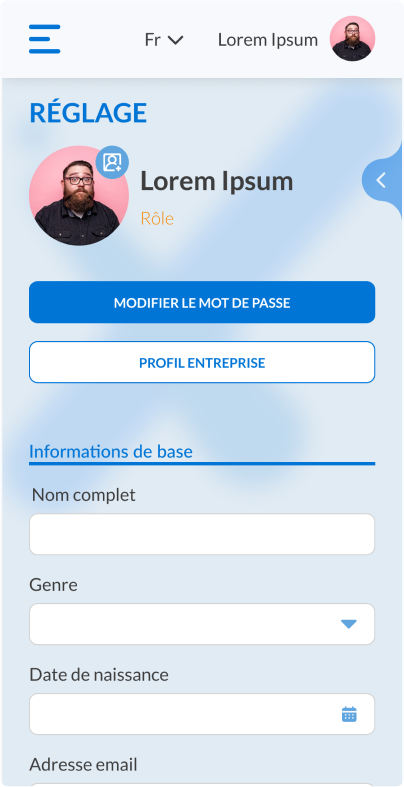 Fr
Lorem Ipsum
RÉGLAGE
Lorem Ipsum
Rôle
MODIFIER LE MOT DE PASSE
PROFIL ENTREPRISE
Informations de base
Nom complet
Genre
Date de naissance
Adresse email